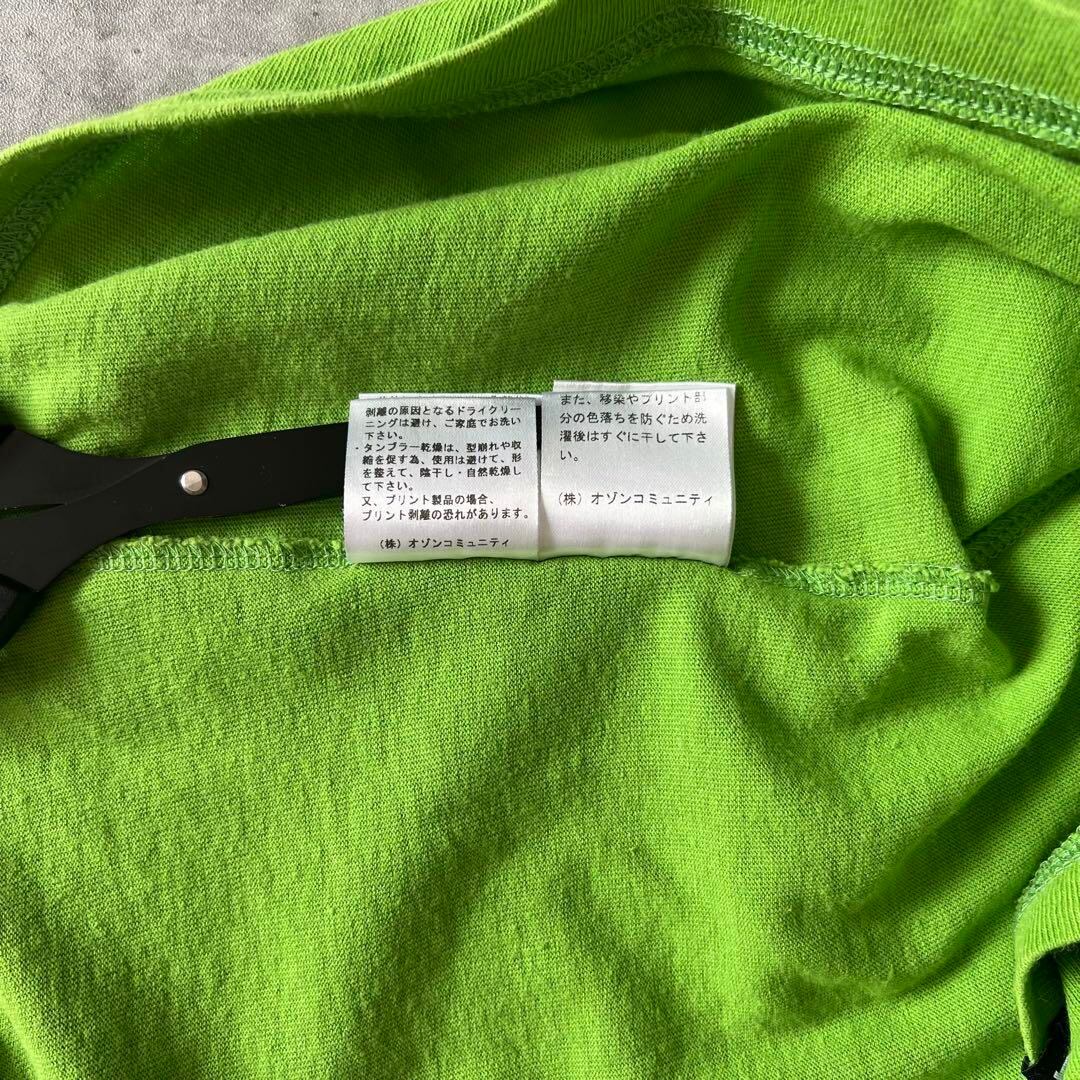 剥離の原因となるドライクリー
ニングは避け、ご家庭でお洗い
下さい。
・タンブラー乾燥は、型崩れや収
縮を促す為、使用は避けて、形
を整えて、陰干し・自然乾燥し
て下さい。
又、プリント製品の場合、
プリント剥離の恐れがあります。
（株）オゾンコミュニティ
また、移染やプリント部
分の色落ちを防ぐため洗
濯後はすぐに干して下さ
い。
（株）オゾンコミュニティ